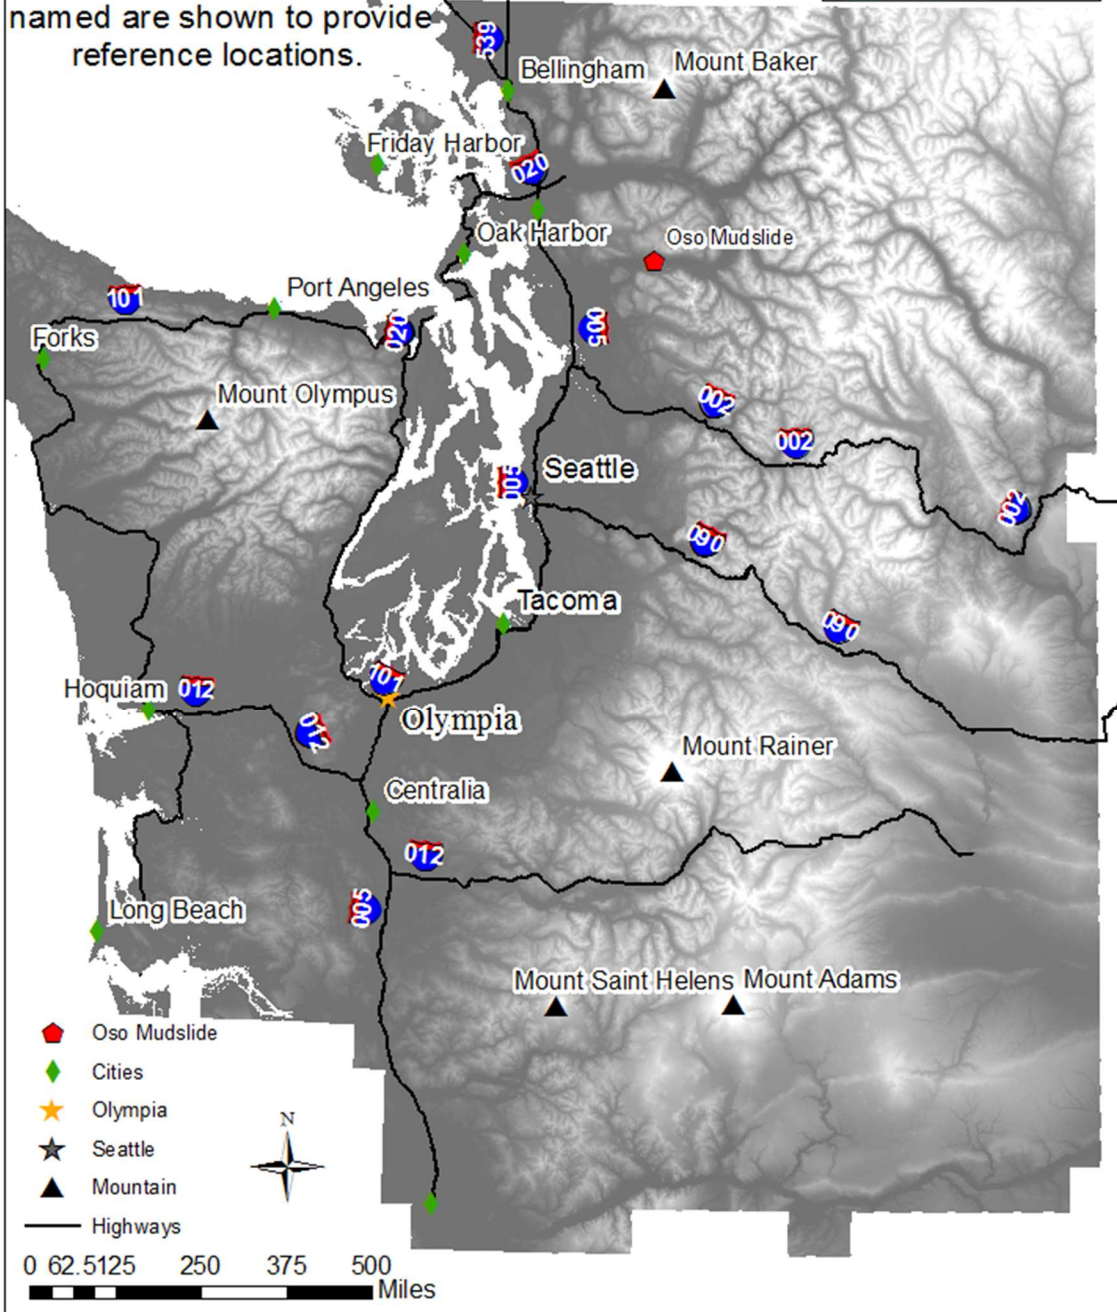 named are shown to provide
reference locations.
539
Bellingham
Mount Baker
Friday Harbor
020
Oak Harbor
Oso Mudslide
Port Angeles
101
020
005
Forks
Mount Olympus
002
002
Seattle
005
002
090
Tacoma
090
101
Hoquiam
012
Olympia
012
Mount Rainer
Centralia
012
005
Long Beach
Mount Saint Helens
Mount Adams
Oso Mudslide
Cities
Olympia
Seattle
Mountain
Highways
N
0 62.5125 250 375 500
Miles